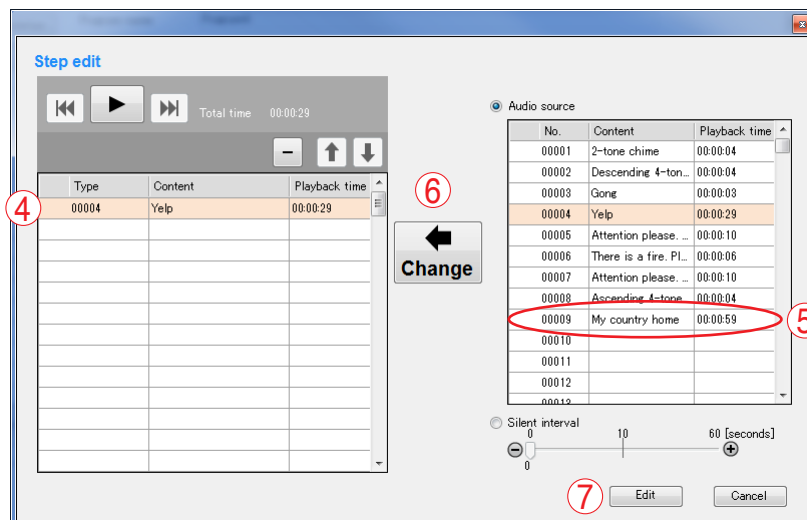 Step edit
Total time 00:00:29
−
Type Content Playback time
④ 00004 Yelp 00:00:29
⑥
Change
Audio source
No. Content Playback time
00001 2-tone chime 00:00:04
00002 Descending 4-ton... 00:00:04
00003 Gong 00:00:03
00004 Yelp 00:00:29
00005 Attention please. ... 00:00:10
00006 There is a fire. Pl... 00:00:06
00007 Attention please. ... 00:00:10
00008 Ascending 4-tone 00:00:04
00009 My country home 00:00:59
⑤
00010
00011
00012
00013
Silent interval
0 10 60 [seconds]
0
⑦ Edit Cancel